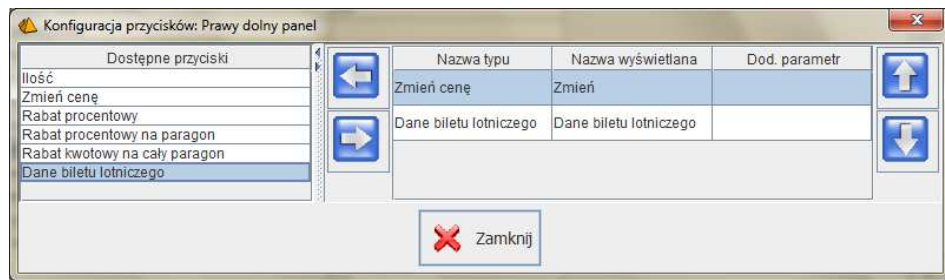 Konfiguracja przycisków: Prawy dolny panel
Dostępne przyciski
Ilość
Zmień cenę
Rabat procentowy
Rabat procentowy na paragon
Rabat kwotowy na cały paragon
Dane biletu lotniczego
Nazwa typu Nazwa wyświetlana Dod. parametr
Zmień cenę Zmień
Dane biletu lotniczego Dane biletu lotniczego
Zamknij